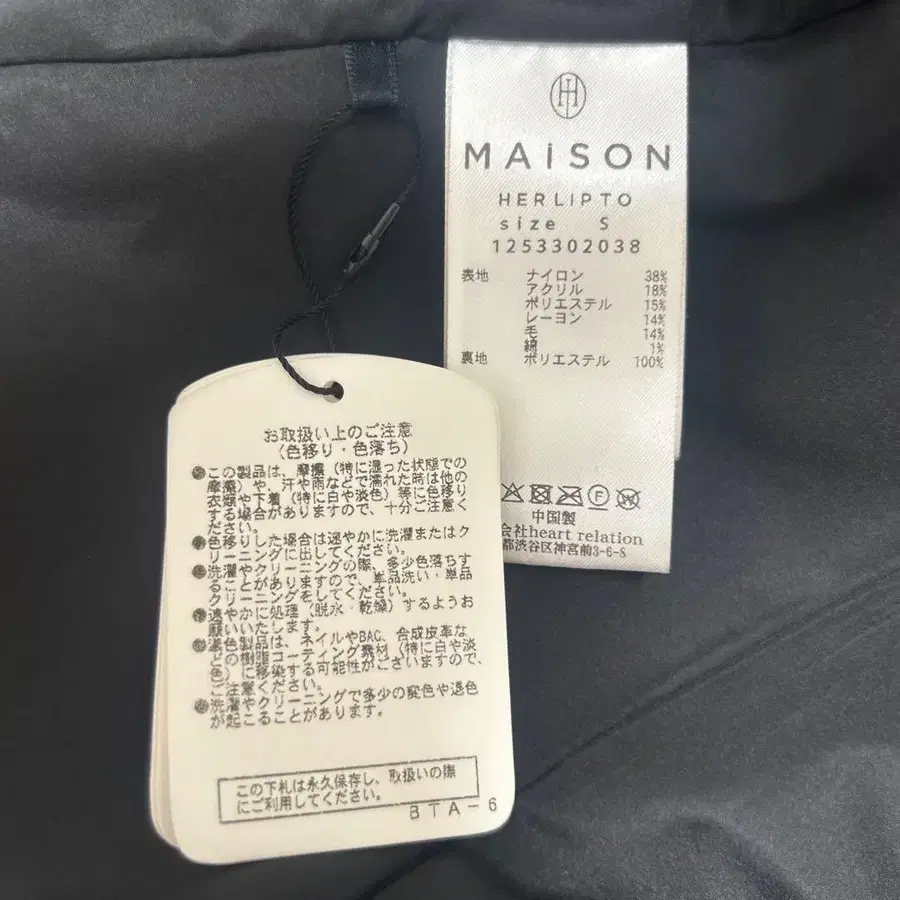 MAiSON
HERLIPTO
size S
1253302038
表地 ナイロン 38%
アクリル 18%
ポリエステル 15%
レーヨン 14%
毛 14%
綿 1%
裏地 ポリエステル 100%
中国製
会社heart relation
都渋谷区神宮前3-6-8
お取扱い上のご注意
(色移り・色落ち)
●この製品は、摩擦(特に湿った状態での
摩擦)や、汗や雨などで濡れた時は他の
衣類や下着(特に白や淡色)等に色移り
する場合がありますので、十分ご注意く
ださい。
●色移りした場合は速やかに洗濯またはク
リーニングに出してください。
●洗濯やクリーニングの際、多少色落ちす
ることがありますので、単品洗い・単品
クリーニングをしてください。
●速やかに処理(脱水・乾燥)するようお
願いいたします。
●濃色製品は、ネイルやBAG、合成皮革な
どの樹脂コーティング素材(特に白や淡
色)に移染する可能性がございますので、
ご注意ください。
●洗濯やクリーニングで多少の変色や退色
が起こることがあります。
この下札は永久保存し、取扱いの際
にご利用してください。
BTA-6